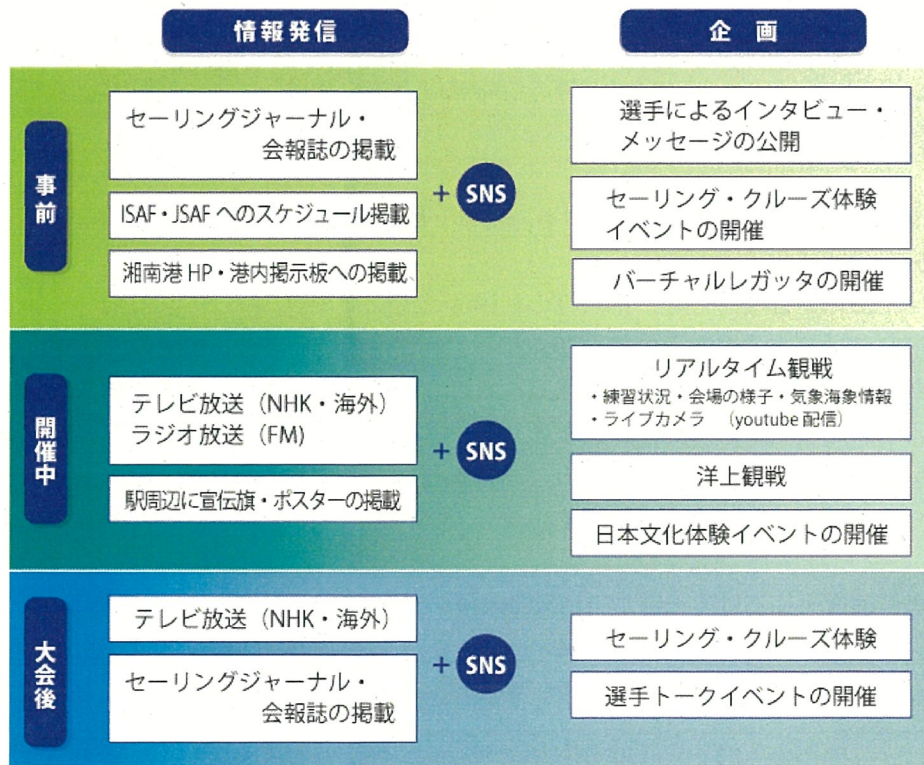 情報発信
企画
事前
セーリングジャーナル・
会報誌の掲載
ISAF・JSAFへのスケジュール掲載
湘南港HP・港内掲示板への掲載
+ SNS
選手によるインタビュー・
メッセージの公開
セーリング・クルーズ体験
イベントの開催
バーチャルレガッタの開催
開催中
テレビ放送（NHK・海外）
ラジオ放送（FM)
駅周辺に宣伝旗・ポスターの掲載
+ SNS
リアルタイム観戦
・練習状況・会場の様子・気象海象情報
・ライブカメラ （youtube配信）
洋上観戦
日本文化体験イベントの開催
大会後
テレビ放送（NHK・海外）
セーリングジャーナル・
会報誌の掲載
+ SNS
セーリング・クルーズ体験
選手トークイベントの開催